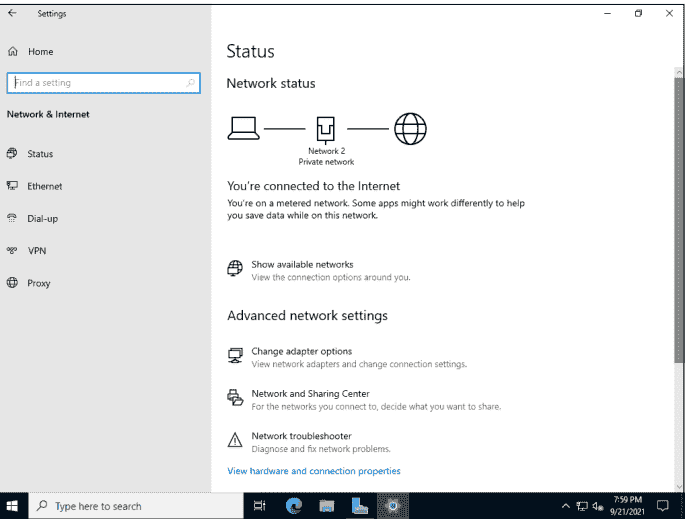 Settings
Home
Find a setting
Network & Internet
Status
Ethernet
Dial-up
VPN
Proxy
Status
Network status
Network 2
Private network
You're connected to the Internet
You're on a metered network. Some apps might work differently to help
you save data while on this network.
Show available networks
View the connection options around you.
Advanced network settings
Change adapter options
View network adapters and change connection settings.
Network and Sharing Center
For the networks you connect to, decide what you want to share.
Network troubleshooter
Diagnose and fix network problems.
View hardware and connection properties
Type here to search
7:59 PM
9/21/2021